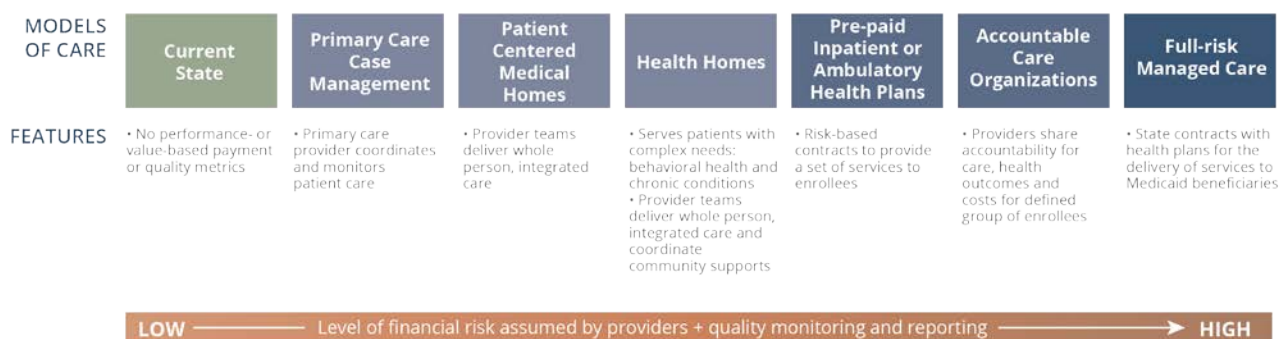 MODELS
OF CARE
Current
State
Primary Care
Case
Management
Patient
Centered
Medical
Homes
Health Homes
Pre-paid
Inpatient or
Ambulatory
Health Plans
Accountable
Care
Organizations
Full-risk
Managed Care
FEATURES
• No performance- or
value-based payment
or quality metrics
• Primary care
provider coordinates
and monitors
patient care
• Provider teams
deliver whole
person, integrated
care
• Serves patients with
complex needs:
behavioral health and
chronic conditions
• Provider teams
deliver whole person,
integrated care and
coordinate
community supports
• Risk-based
contracts to provide
a set of services to
enrollees
• Providers share
accountability for
care, health
outcomes and
costs for defined
group of enrollees
• State contracts with
health plans for the
delivery of services to
Medicaid beneficiaries
LOW Level of financial risk assumed by providers + quality monitoring and reporting HIGH